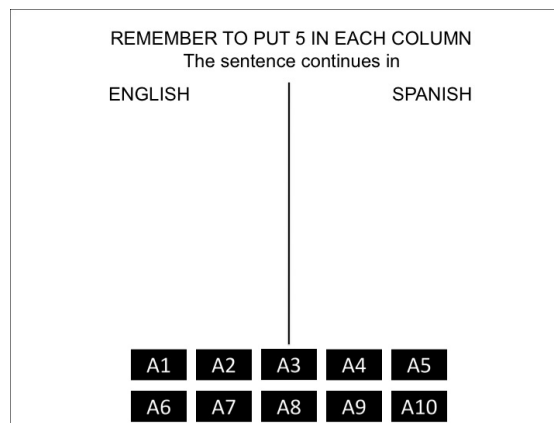 REMEMBER TO PUT 5 IN EACH COLUMN
The sentence continues in
ENGLISH SPANISH
A1 A2 A3 A4 A5
A6 A7 A8 A9 A10